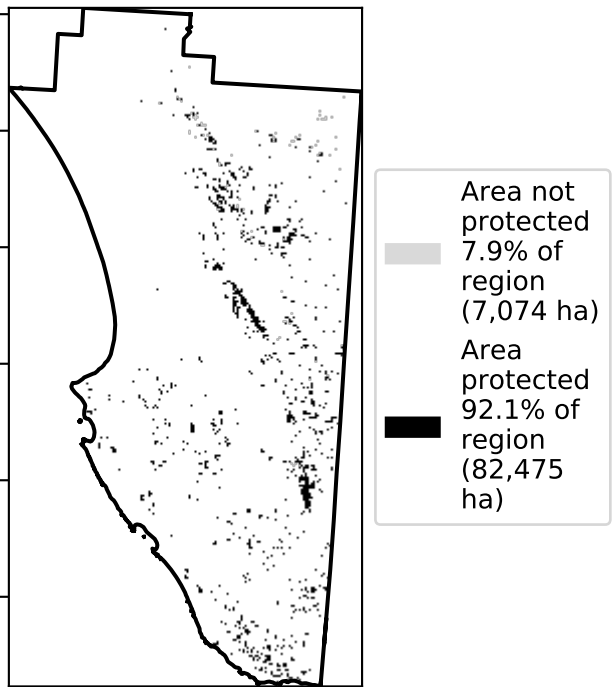 Area not
protected
7.9% of
region
(7,074 ha)
Area
protected
92.1% of
region
(82,475
ha)